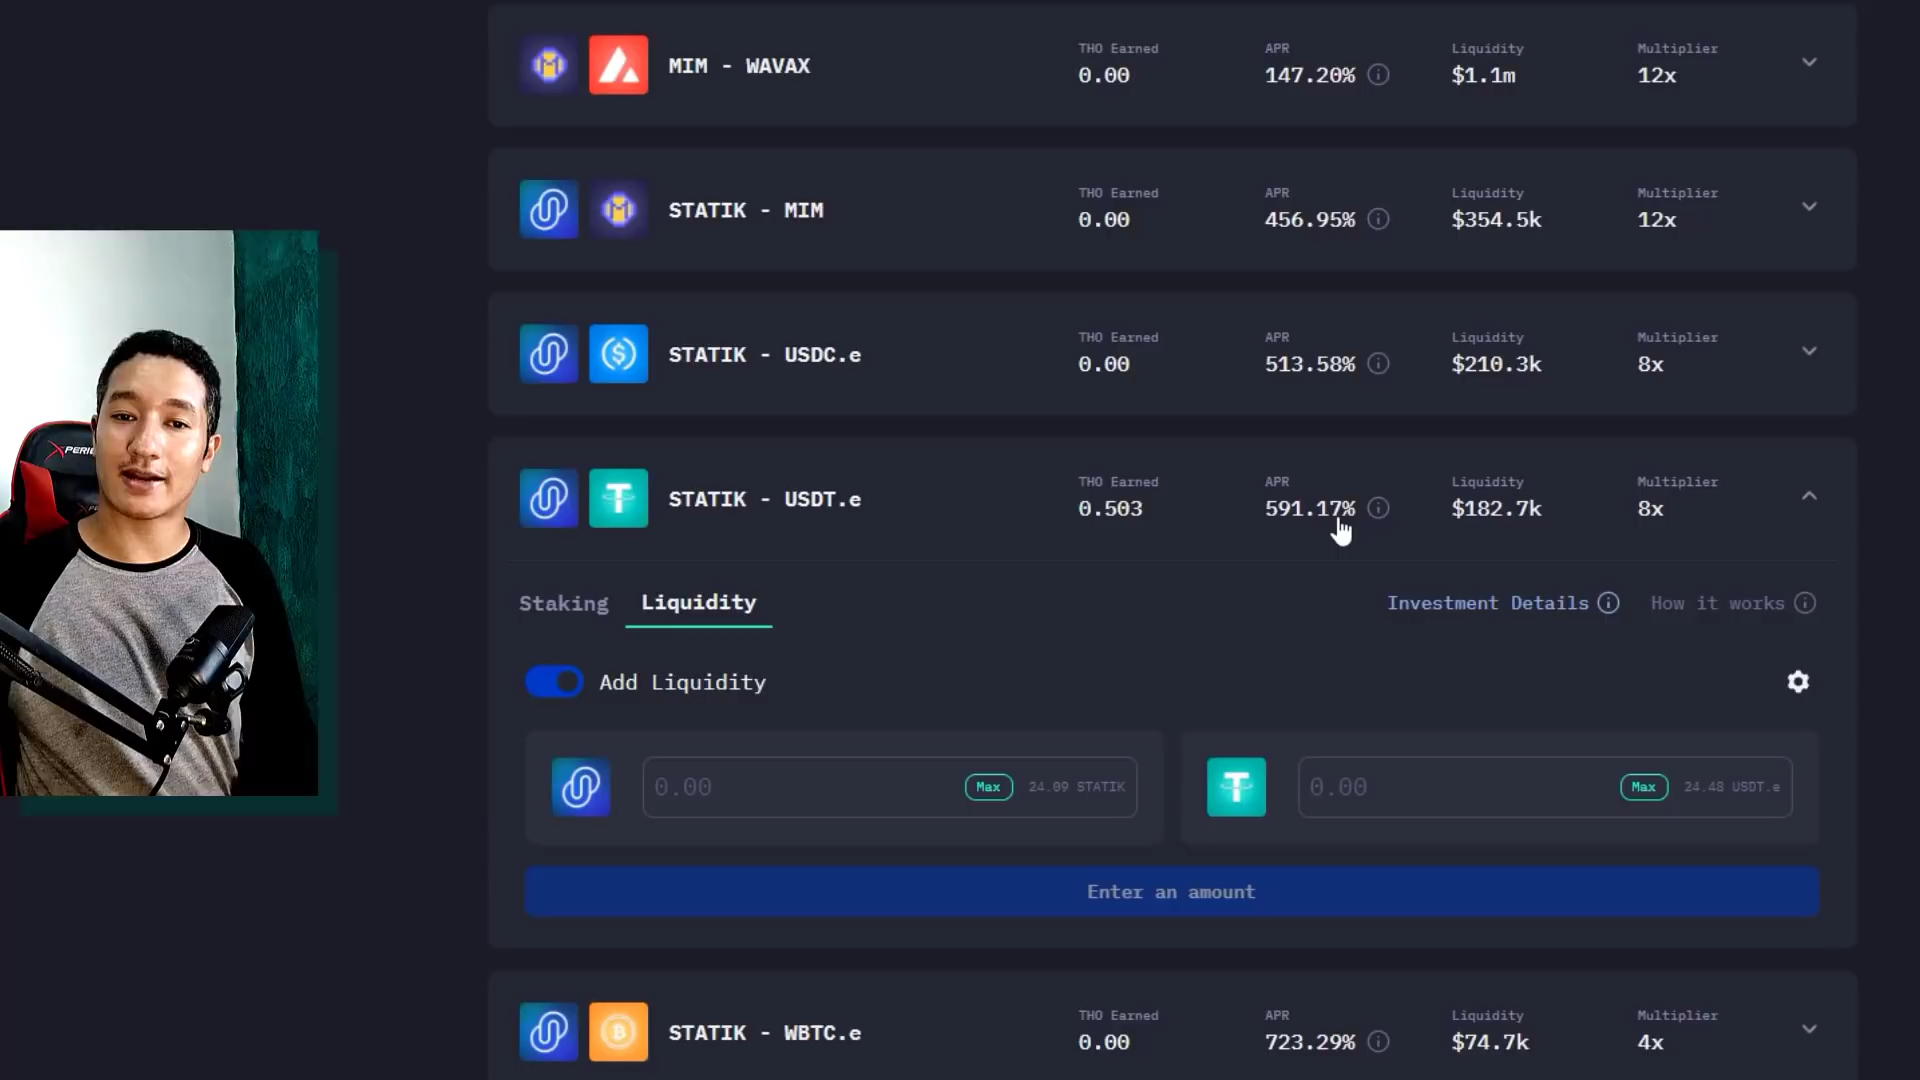 MIM - WAVAX
THO Earned
0.00
APR
147.20%
Liquidity
$1.1m
Multiplier
12x
STATIK - MIM
THO Earned
0.00
APR
456.95%
Liquidity
$354.5k
Multiplier
12x
STATIK - USDC.e
THO Earned
0.00
APR
513.58%
Liquidity
$210.3k
Multiplier
8x
STATIK - USDT.e
THO Earned
0.503
APR
591.17%
Liquidity
$182.7k
Multiplier
8x
XPERI
Staking
Liquidity
Investment Details
How it works
Add Liquidity
0.00
Max
24.09 STATIK
0.00
Max
24.48 USDT.e
Enter an amount
STATIK - WBTC.e
THO Earned
0.00
APR
723.29%
Liquidity
$74.7k
Multiplier
4x